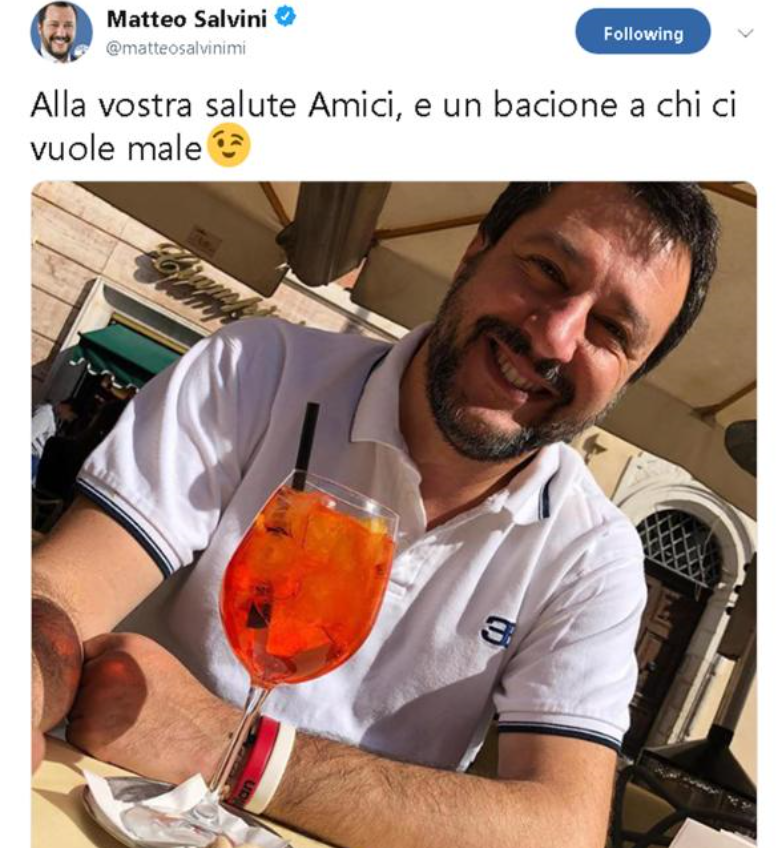 Matteo Salvini
@matteosalvinimi
Following
Alla vostra salute Amici, e un bacione a chi ci
vuole male😉